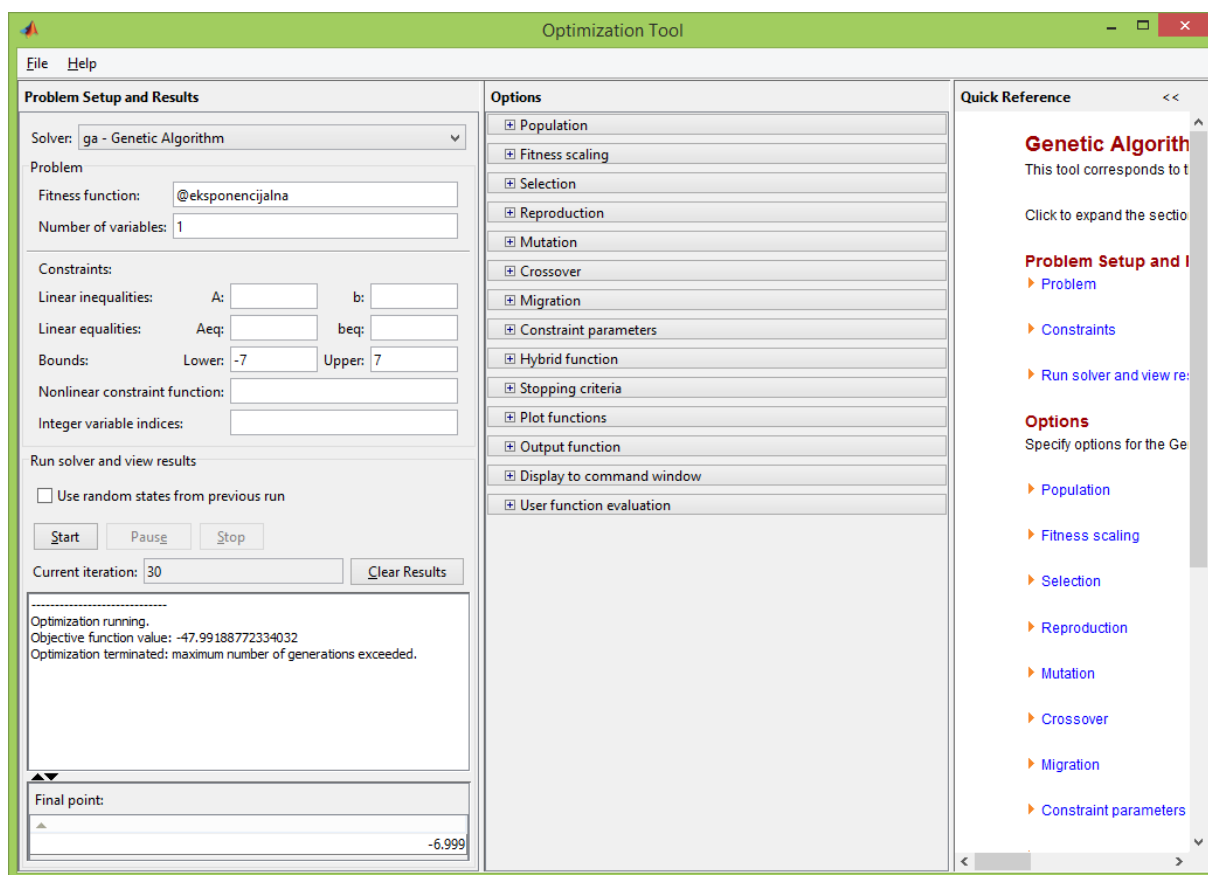 Optimization Tool
File Help
Problem Setup and Results
Solver: ga - Genetic Algorithm
Problem
Fitness function: @eksponencijalna
Number of variables: 1
Constraints:
Linear inequalities: A: b:
Linear equalities: Aeq: beq:
Bounds: Lower: -7 Upper: 7
Nonlinear constraint function:
Integer variable indices:
Run solver and view results
Use random states from previous run
Start Pause Stop
Current iteration: 30 Clear Results
------------------------------
Optimization running.
Objective function value: -47.99188772334032
Optimization terminated: maximum number of generations exceeded.
Final point:
-6.999
Options
Population
Fitness scaling
Selection
Reproduction
Mutation
Crossover
Migration
Constraint parameters
Hybrid function
Stopping criteria
Plot functions
Output function
Display to command window
User function evaluation
Quick Reference <<
Genetic Algorith
This tool corresponds to t
Click to expand the sectio
Problem Setup and
Problem
Constraints
Run solver and view re
Options
Specify options for the Ge
Population
Fitness scaling
Selection
Reproduction
Mutation
Crossover
Migration
Constraint parameters